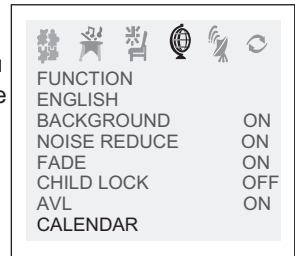 FUNCTION
ENGLISH
BACKGROUND ON
NOISE REDUCE ON
FADE ON
CHILD LOCK OFF
AVL ON
CALENDAR